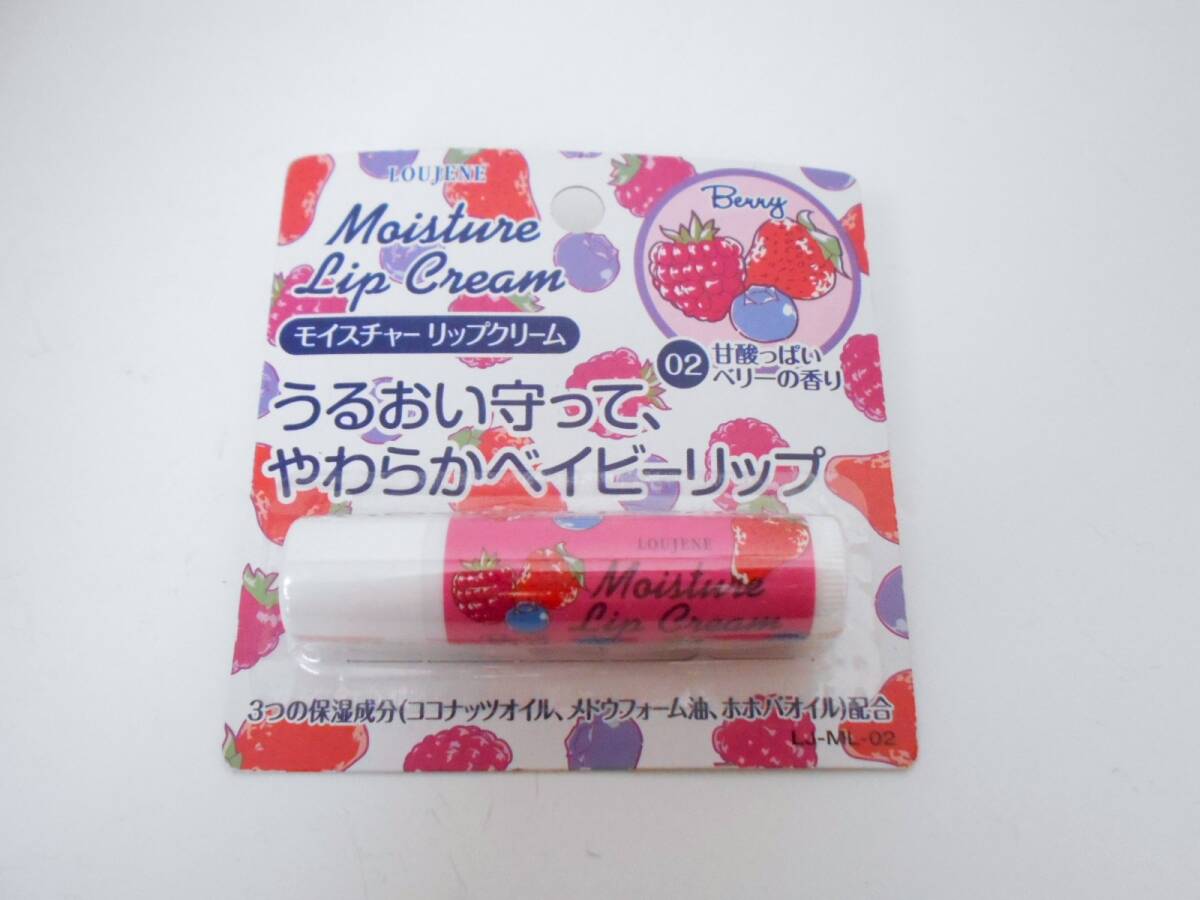 LOUJENE
Moisture
Lip Cream
モイスチャー リップクリーム
Berry
02
甘酸っぱい
ベリーの香り
うるおい守って、
やわらかベイビーリップ
LOUJENE
Moisture
Lip Cream
3つの保湿成分(ココナッツオイル、メドウフォーム油、ホホバオイル)配合
LJ-ML-02